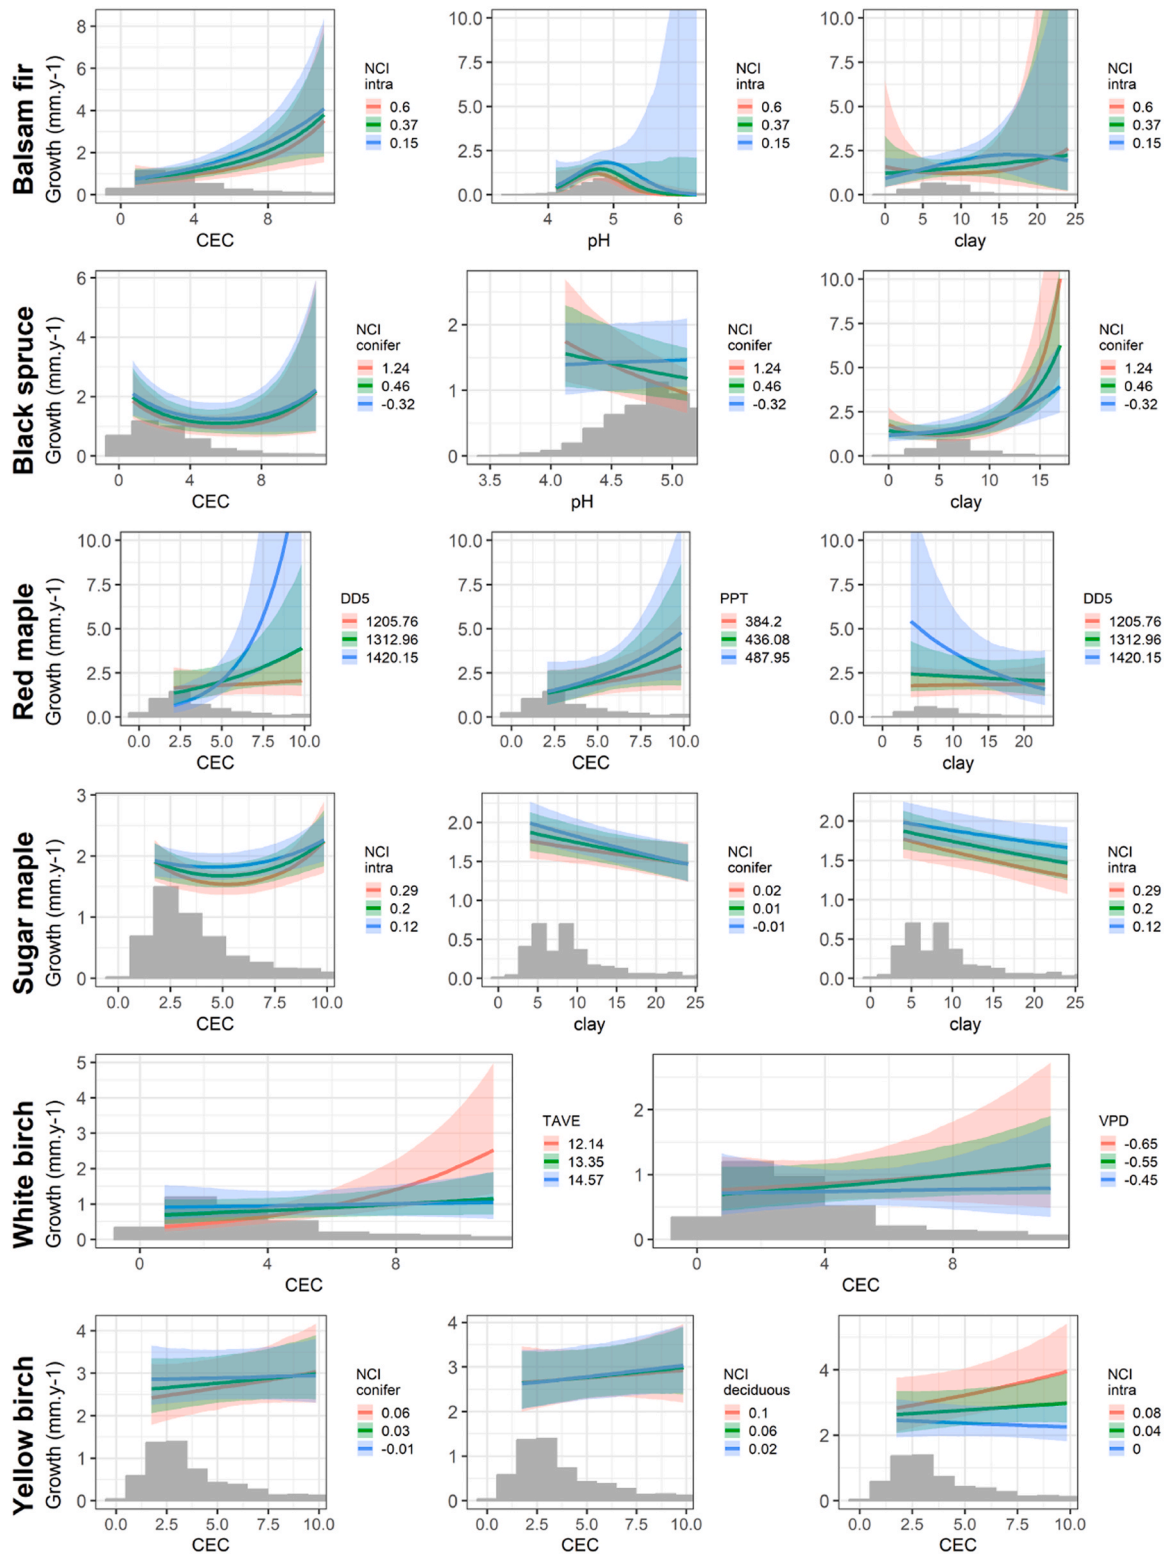 Balsam fir
Growth (mm.y-1)
8
6
4
2
0
0 4 8
CEC
NCI
intra
0.6
0.37
0.15
10.0
7.5
5.0
2.5
0.0
4 5 6
pH
NCI
intra
0.6
0.37
0.15
10.0
7.5
5.0
2.5
0.0
0 5 10 15 20 25
clay
NCI
intra
0.6
0.37
0.15
Black spruce
Growth (mm.y-1)
6
4
2
0
0 4 8
CEC
NCI
conifer
1.24
0.46
-0.32
2
1
0
3.5 4.0 4.5 5.0
pH
NCI
conifer
1.24
0.46
-0.32
10.0
7.5
5.0
2.5
0.0
0 5 10 15
clay
NCI
conifer
1.24
0.46
-0.32
Red maple
Growth (mm.y-1)
10.0
7.5
5.0
2.5
0.0
0.0 2.5 5.0 7.5 10.0
CEC
DD5
1205.76
1312.96
1420.15
10.0
7.5
5.0
2.5
0.0
0.0 2.5 5.0 7.5 10.0
CEC
PPT
384.2
436.08
487.95
10.0
7.5
5.0
2.5
0.0
0 5 10 15 20
clay
DD5
1205.76
1312.96
1420.15
Sugar maple
Growth (mm.y-1)
3
2
1
0
0.0 2.5 5.0 7.5 10.0
CEC
NCI
intra
0.29
0.2
0.12
2.0
1.5
1.0
0.5
0.0
0 5 10 15 20 25
clay
NCI
conifer
0.02
0.01
-0.01
2.0
1.5
1.0
0.5
0.0
0 5 10 15 20 25
clay
NCI
intra
0.29
0.2
0.12
White birch
Growth (mm.y-1)
5
4
3
2
1
0
0 4 8
CEC
TAVE
12.14
13.35
14.57
2
1
0
0 4 8
CEC
VPD
-0.65
-0.55
-0.45
Yellow birch
Growth (mm.y-1)
4
3
2
1
0
0.0 2.5 5.0 7.5 10.0
CEC
NCI
conifer
0.06
0.03
-0.01
4
3
2
1
0
0.0 2.5 5.0 7.5 10.0
CEC
NCI
deciduous
0.1
0.06
0.02
4
2
0
0.0 2.5 5.0 7.5 10.0
CEC
NCI
intra
0.08
0.04
0